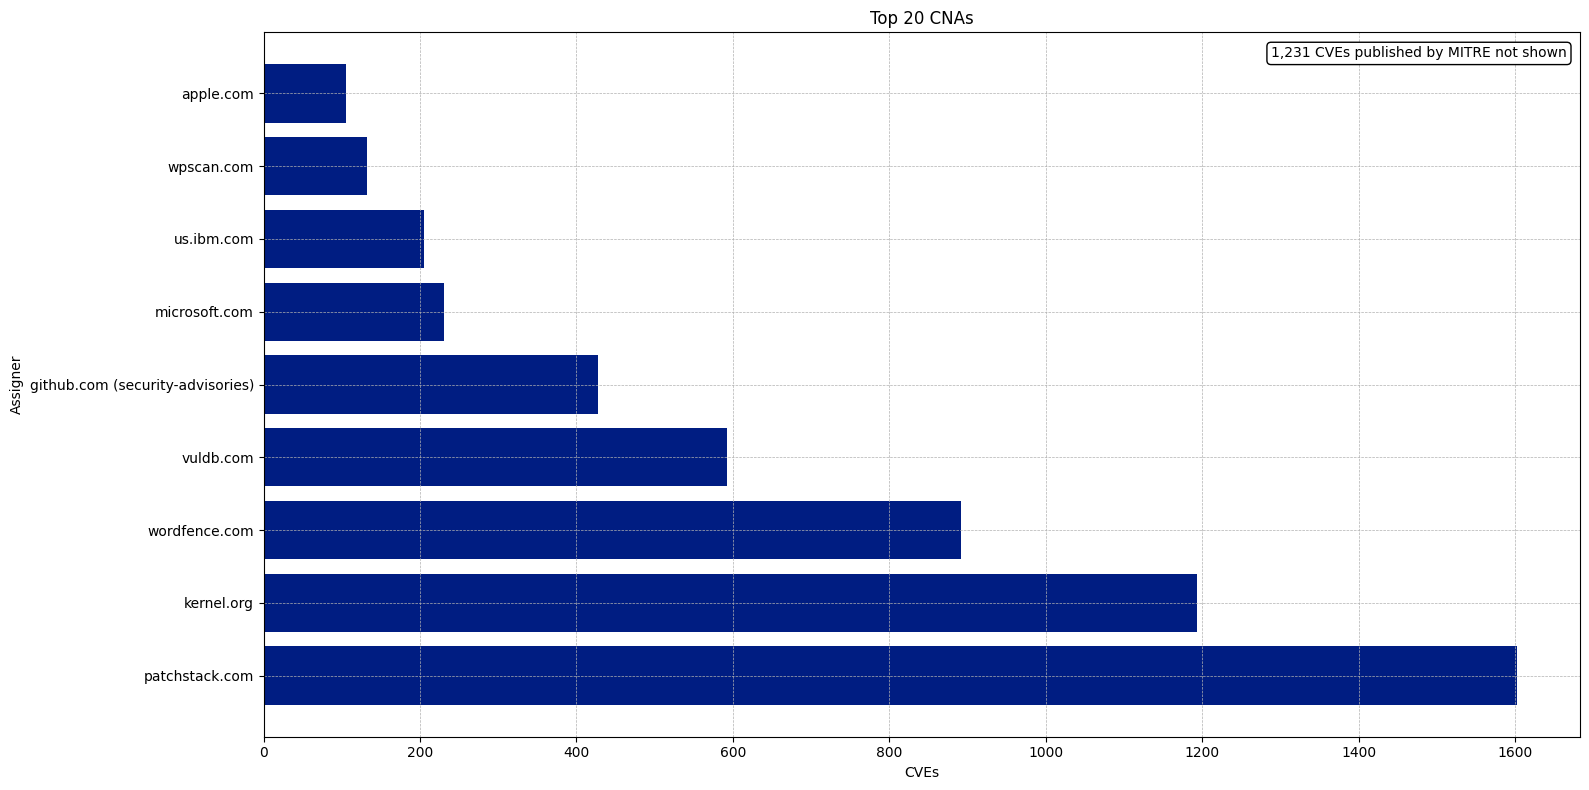 Top 20 CNAs
1,231 CVEs published by MITRE not shown
apple.com
wpscan.com
us.ibm.com
microsoft.com
github.com (security-advisories)
vuldb.com
wordfence.com
kernel.org
patchstack.com
Assigner
0 200 400 600 800 1000 1200 1400 1600
CVEs